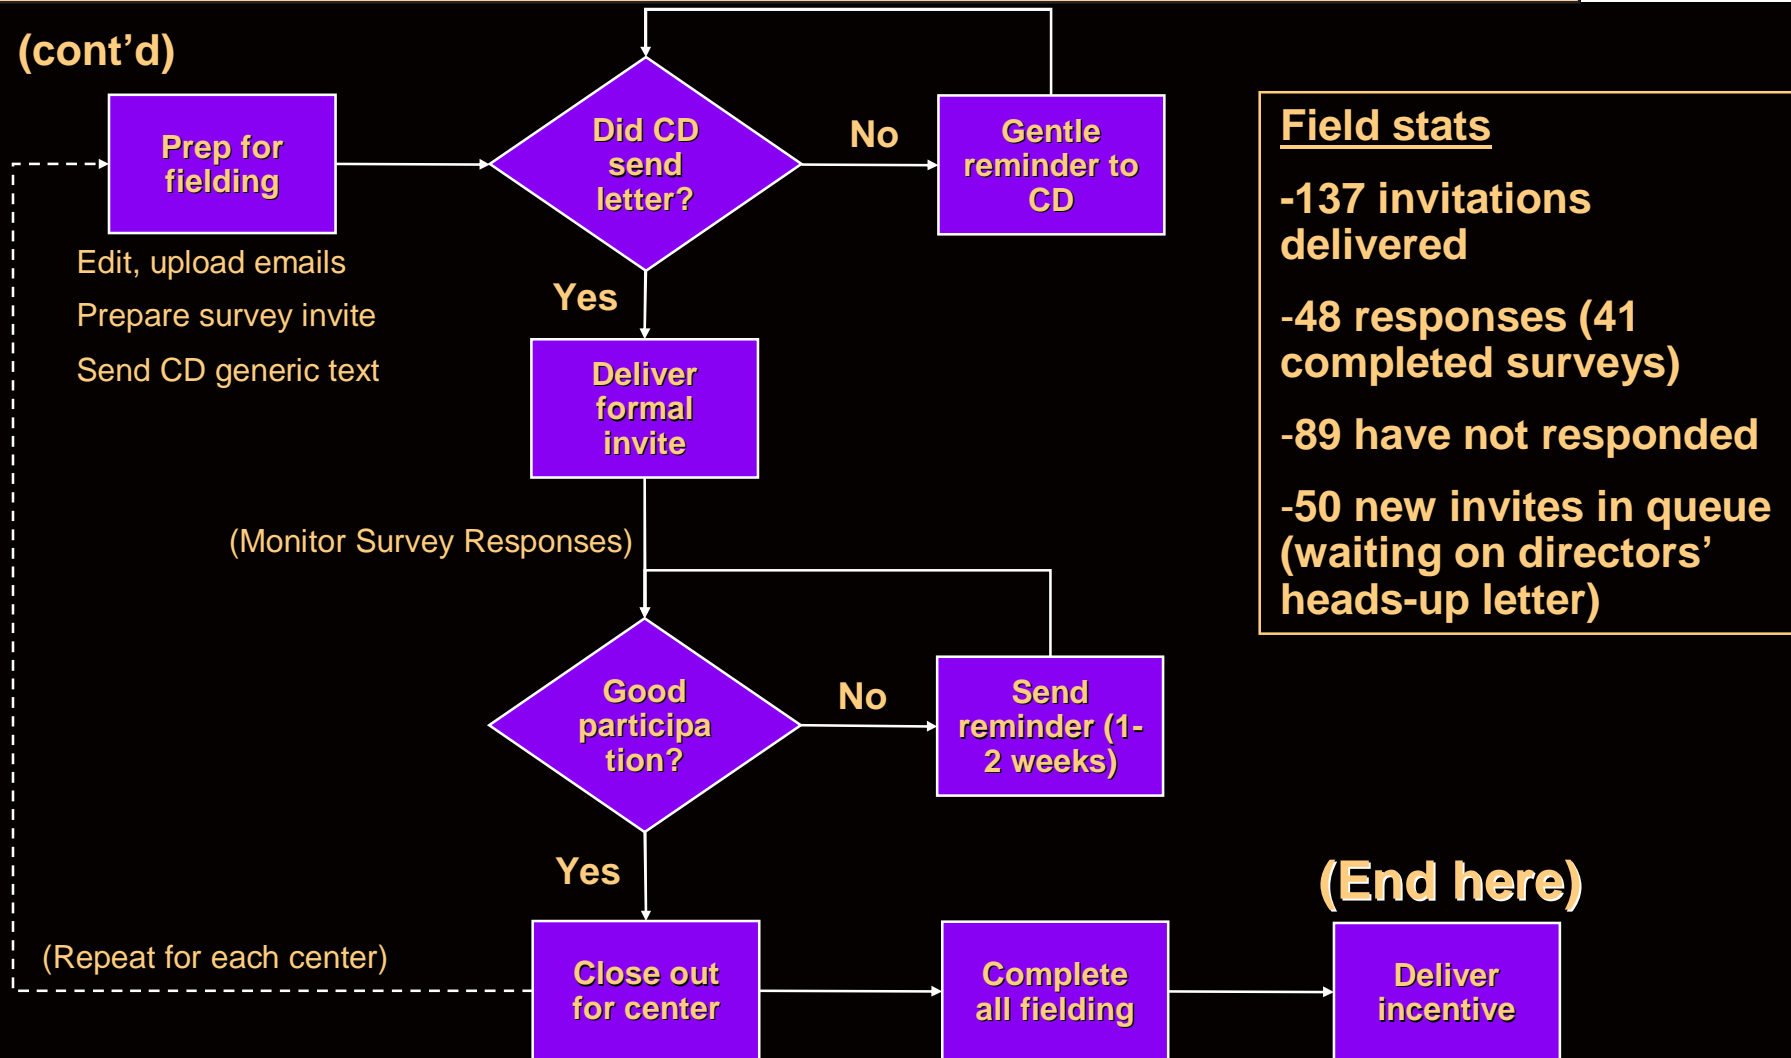 (cont’d)
Prep for
fielding
Edit, upload emails
Prepare survey invite
Send CD generic text
Did CD
send
letter?
No
Gentle
reminder to
CD
Yes
Deliver
formal
invite
(Monitor Survey Responses)
Good
participa
tion?
No
Send
reminder (1-
2 weeks)
Yes
(Repeat for each center)
Close out
for center
Complete
all fielding
(End here)
Deliver
incentive
Field stats
-137 invitations
delivered
-48 responses (41
completed surveys)
-89 have not responded
-50 new invites in queue
(waiting on directors’
heads-up letter)